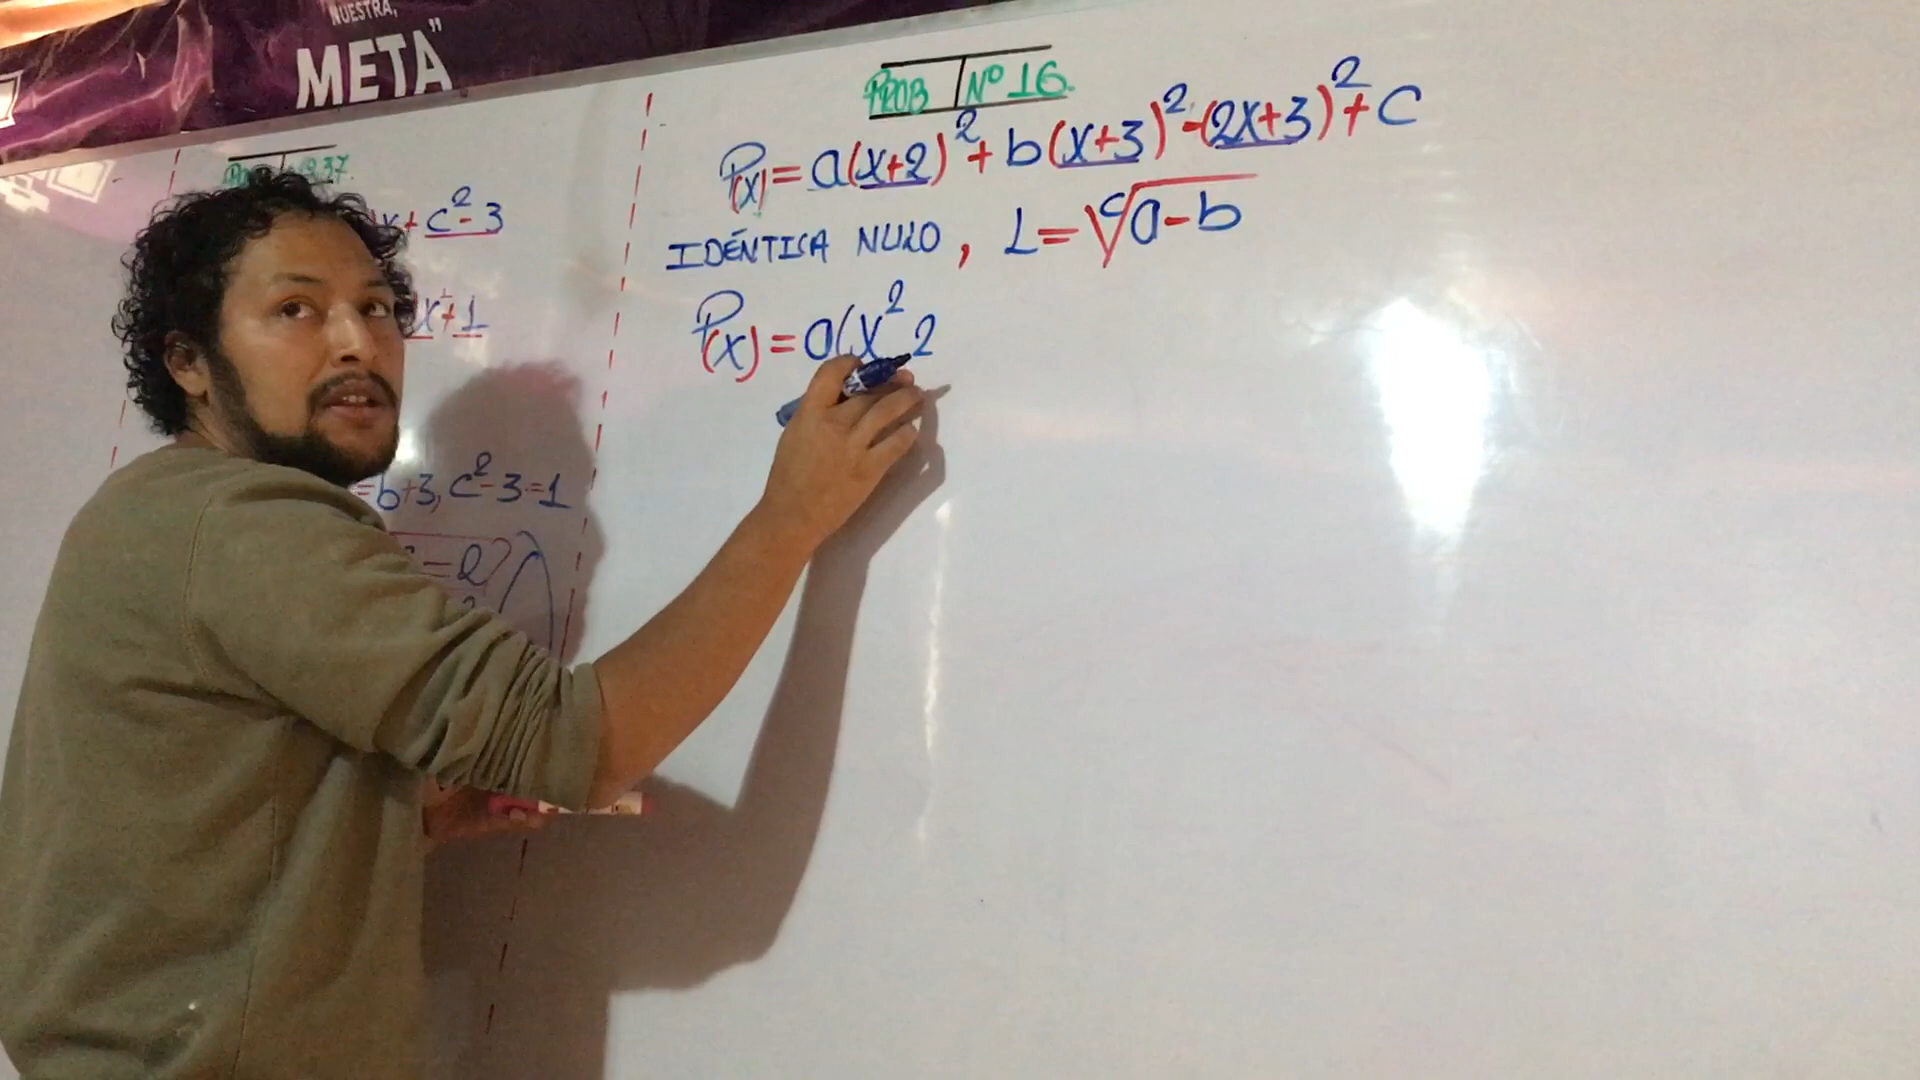 NUESTRA,
META"
c²-3
x+1
=b+3, c²-3=1
PROB Nº 16
P(x)=a(x+2)²+b(x+3)²-(2x+3)²+c
IDÉNTICA NULO, L=ᶜ√a-b
P(x)=a(x² 2